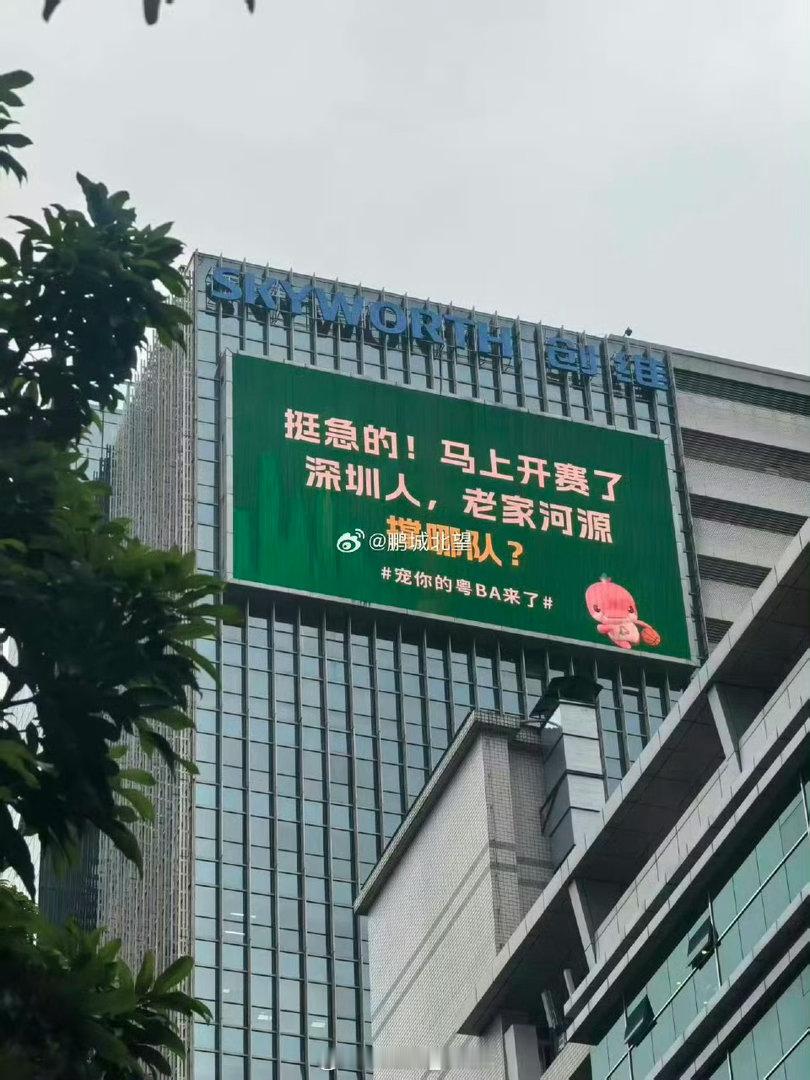 SKYWORTH 创维
挺急的！马上开赛了
深圳人，老家河源
撑哪队？
@鹏城北望
#宠你的粤BA来了#